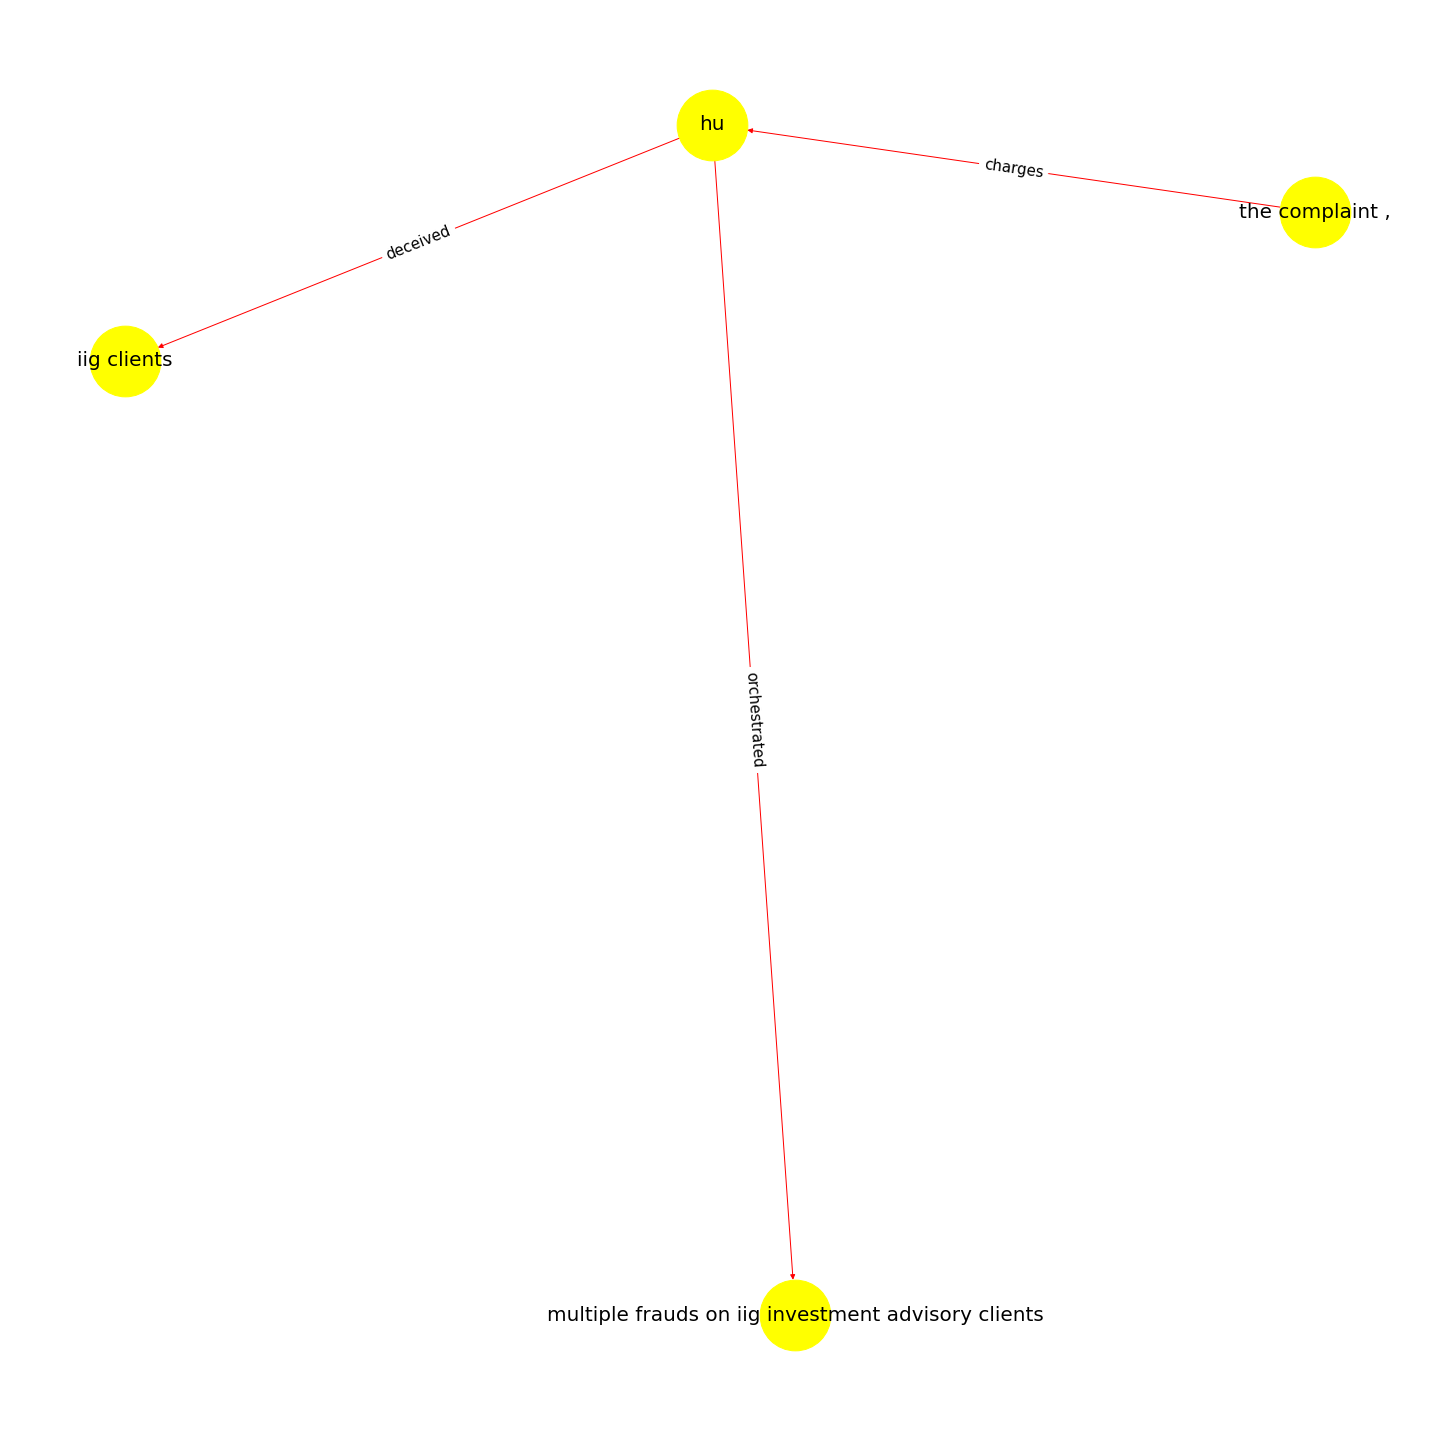 hu
charges
the complaint ,
deceived
iig clients
orchestrated
multiple frauds on iig investment advisory clients